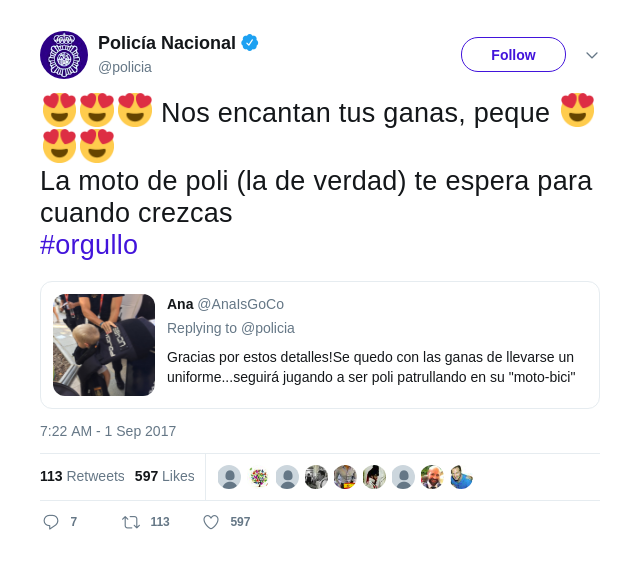 Policía Nacional
@policia
Follow
😍😍😍 Nos encantan tus ganas, peque 😍
😍😍
La moto de poli (la de verdad) te espera para
cuando crezcas
#orgullo
Ana @AnaIsGoCo
Replying to @policia
Gracias por estos detalles!Se quedo con las ganas de llevarse un
uniforme...seguirá jugando a ser poli patrullando en su "moto-bici"
7:22 AM - 1 Sep 2017
113 Retweets 597 Likes
7 113 597